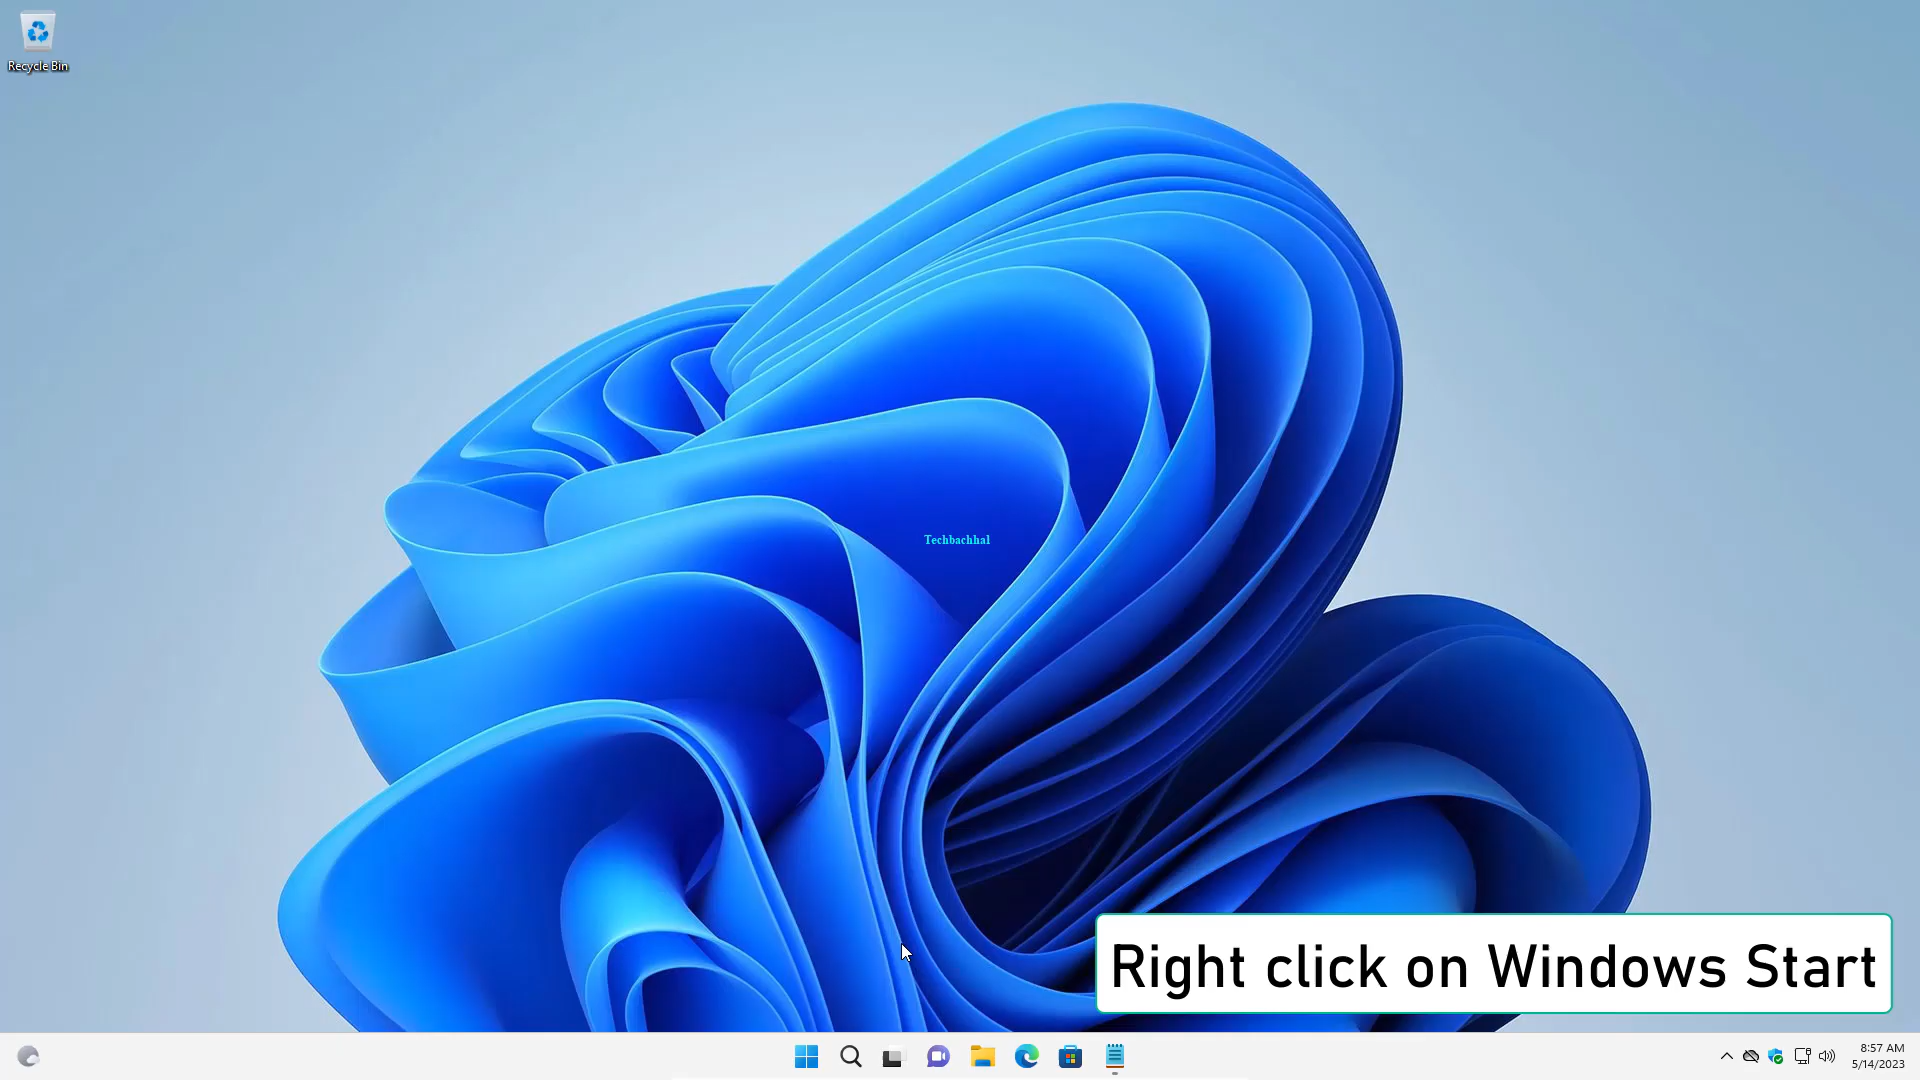 Recycle Bin
Techbachhal
Right click on Windows Start
8:57 AM
5/14/2023